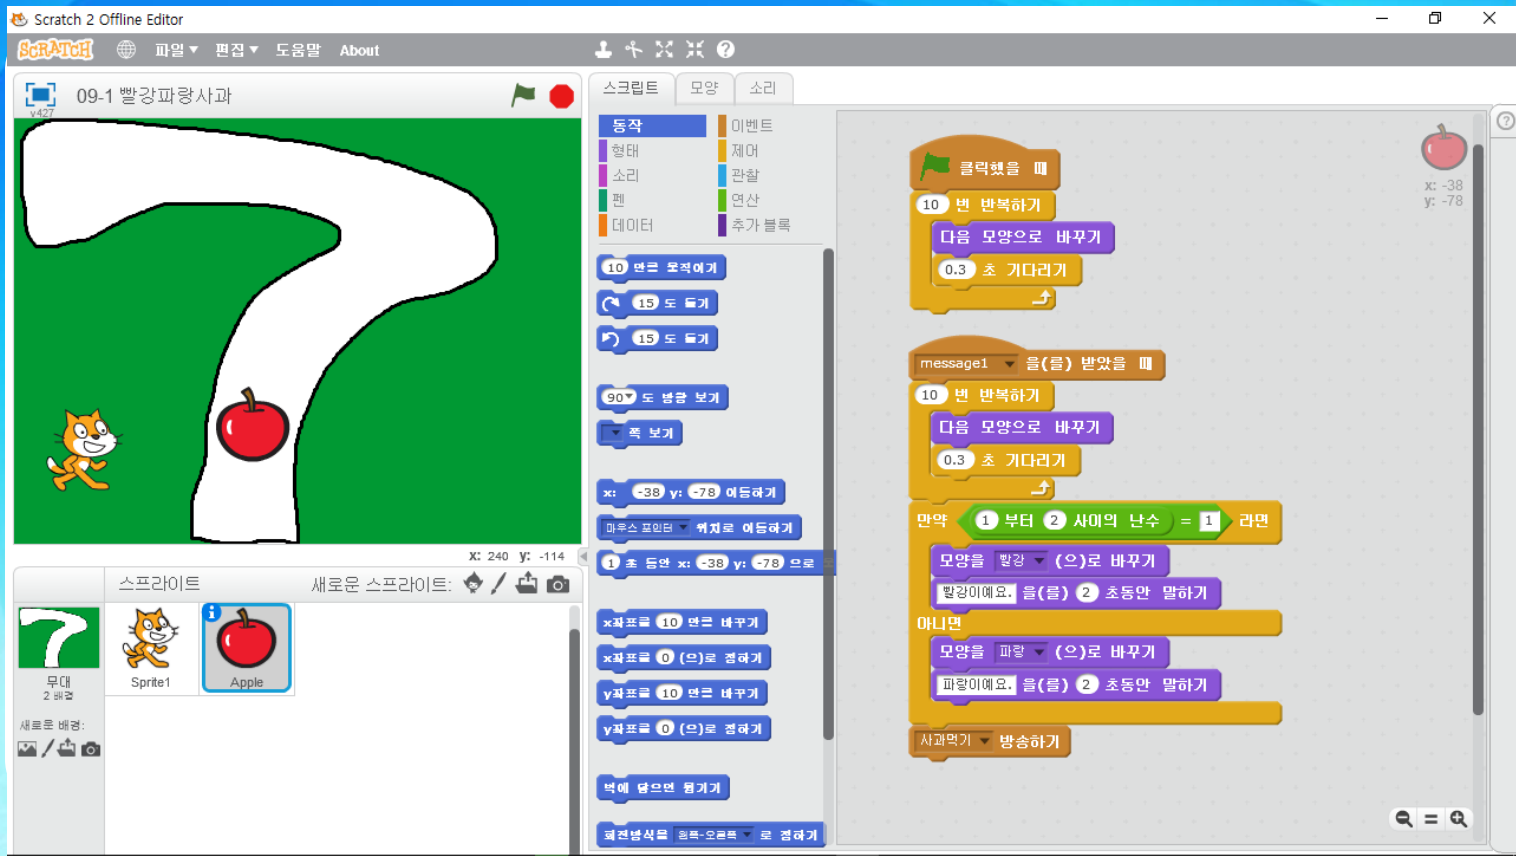 Scratch 2 Offline Editor
SCRATCH 파일 편집 도움말 About
v427
09-1 빨강파랑사과
x: 240 y: -114
스프라이트 새로운 스프라이트:
무대
2 배경
새로운 배경:
Sprite1
Apple
스크립트 모양 소리
동작 이벤트
형태 제어
소리 관찰
펜 연산
데이터 추가 블록
10 만큼 움직이기
15 도 돌기
15 도 돌기
90 도 방향 보기
쪽 보기
x: -38 y: -78 이동하기
마우스 포인터 위치로 이동하기
1 초 동안 x: -38 y: -78 으로
x좌표를 10 만큼 바꾸기
x좌표를 0 (으)로 정하기
y좌표를 10 만큼 바꾸기
y좌표를 0 (으)로 정하기
벽에 닿으면 튕기기
회전방식을 왼쪽-오른쪽 로 정하기
클릭했을 때
10 번 반복하기
다음 모양으로 바꾸기
0.3 초 기다리기
message1 을(를) 받았을 때
10 번 반복하기
다음 모양으로 바꾸기
0.3 초 기다리기
만약 1 부터 2 사이의 난수 = 1 라면
모양을 빨강 (으)로 바꾸기
빨강이예요. 을(를) 2 초동안 말하기
아니면
모양을 파랑 (으)로 바꾸기
파랑이예요. 을(를) 2 초동안 말하기
사과먹기 방송하기
x: -38
y: -78